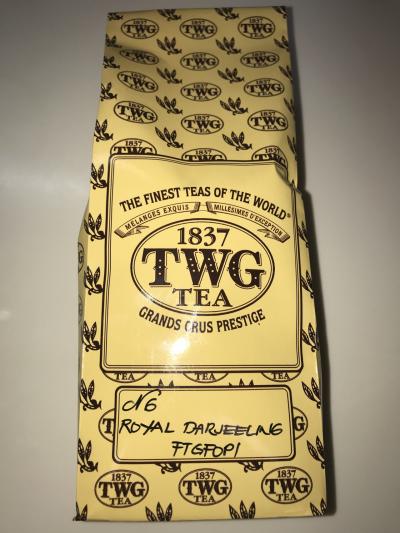 THE FINEST TEAS OF THE WORLD®
MÉLANGES EXQUIS MILLÉSIMES D'EXCEPTION
1837
TWG
TEA
GRANDS CRUS PRESTIGE
N6
ROYAL DARJEELING
FTGFOP1